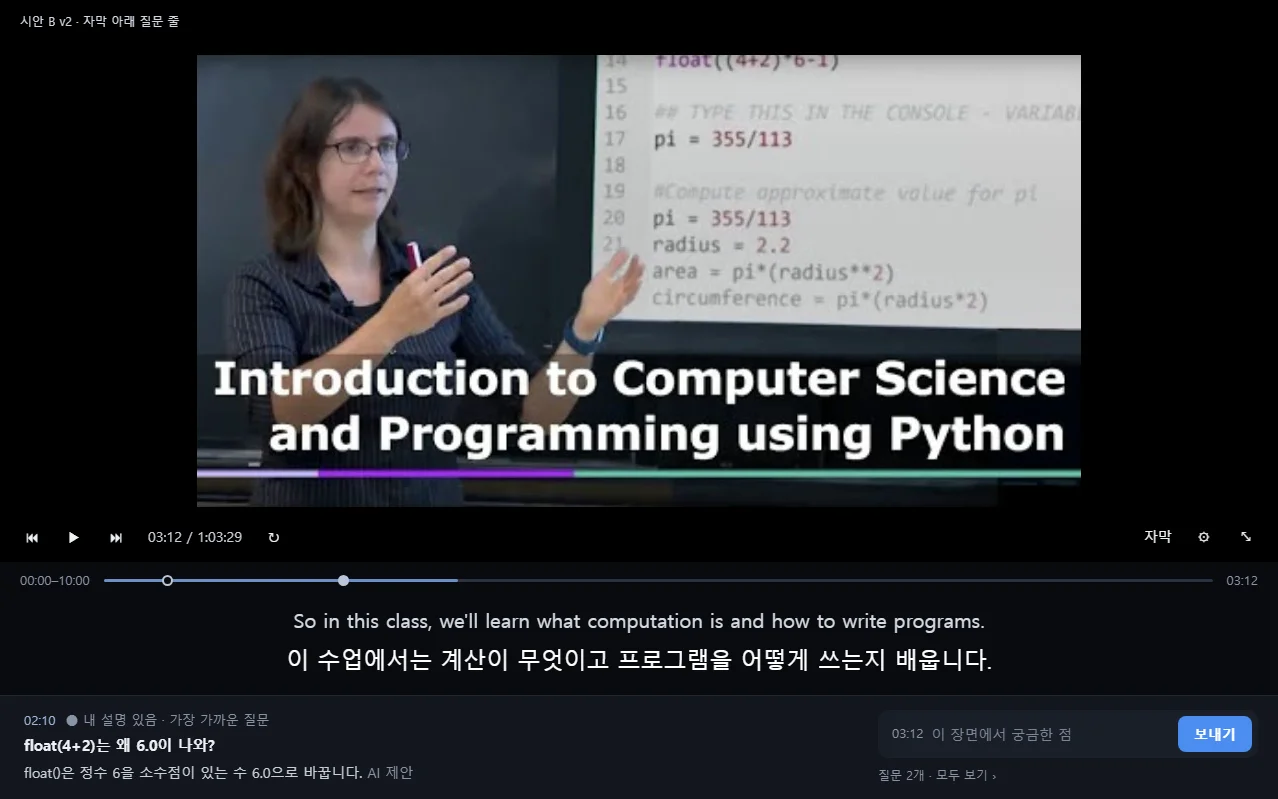 시안 B v2 · 자막 아래 질문 줄
14 float((4+2)*6-1)
15
16 ## TYPE THIS IN THE CONSOLE - VARIABL
17 pi = 355/113
18
19 #Compute approximate value for pi
20 pi = 355/113
21 radius = 2.2
area = pi*(radius**2)
circumference = pi*(radius*2)
Introduction to Computer Science
and Programming using Python
03:12 / 1:03:29 ↻ 자막
00:00–10:00 03:12
So in this class, we'll learn what computation is and how to write programs.
이 수업에서는 계산이 무엇이고 프로그램을 어떻게 쓰는지 배웁니다.
02:10 내 설명 있음 · 가장 가까운 질문
float(4+2)는 왜 6.0이 나와?
float()은 정수 6을 소수점이 있는 수 6.0으로 바꿉니다. AI 제안
03:12 이 장면에서 궁금한 점 보내기
질문 2개 · 모두 보기 ›